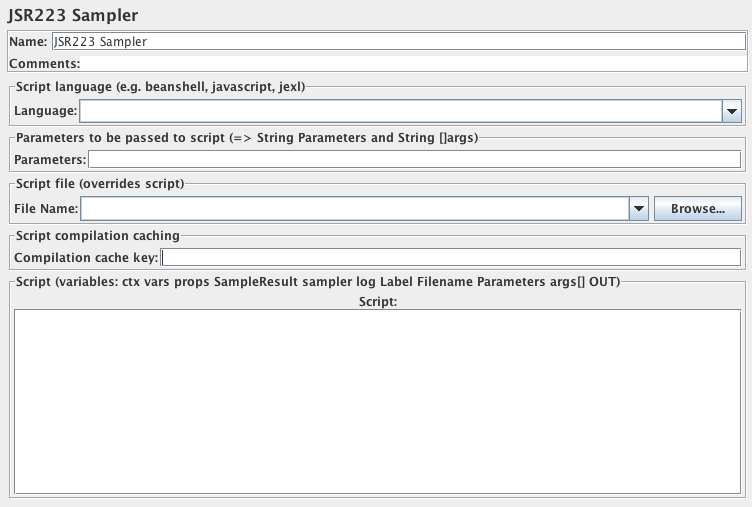 JSR223 Sampler
Name: JSR223 Sampler
Comments:
Script language (e.g. beanshell, javascript, jexl)
Language:
Parameters to be passed to script (=> String Parameters and String []args)
Parameters:
Script file (overrides script)
File Name: Browse...
Script compilation caching
Compilation cache key:
Script (variables: ctx vars props SampleResult sampler log Label Filename Parameters args[] OUT)
Script: